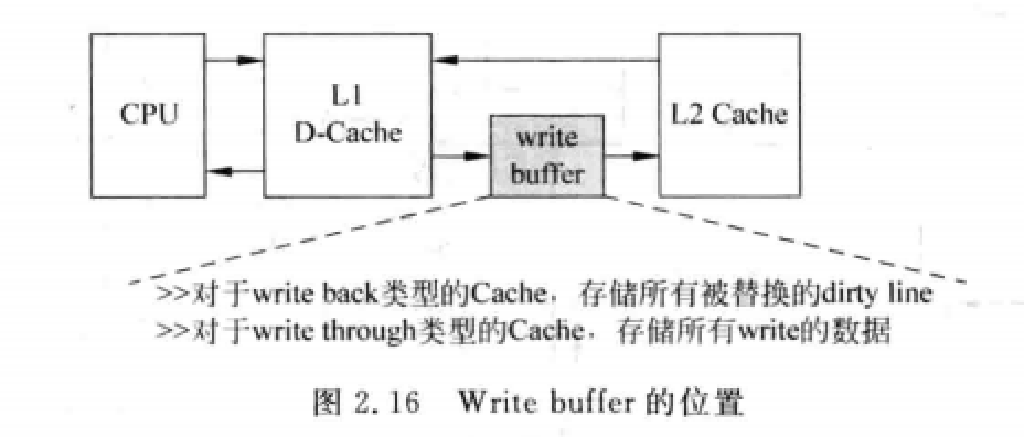 CPU
L1
D-Cache
write
buffer
L2 Cache
>>对于write back类型的Cache，存储所有被替换的dirty line
>>对于write through类型的Cache，存储所有write的数据
图 2.16 Write buffer 的位置